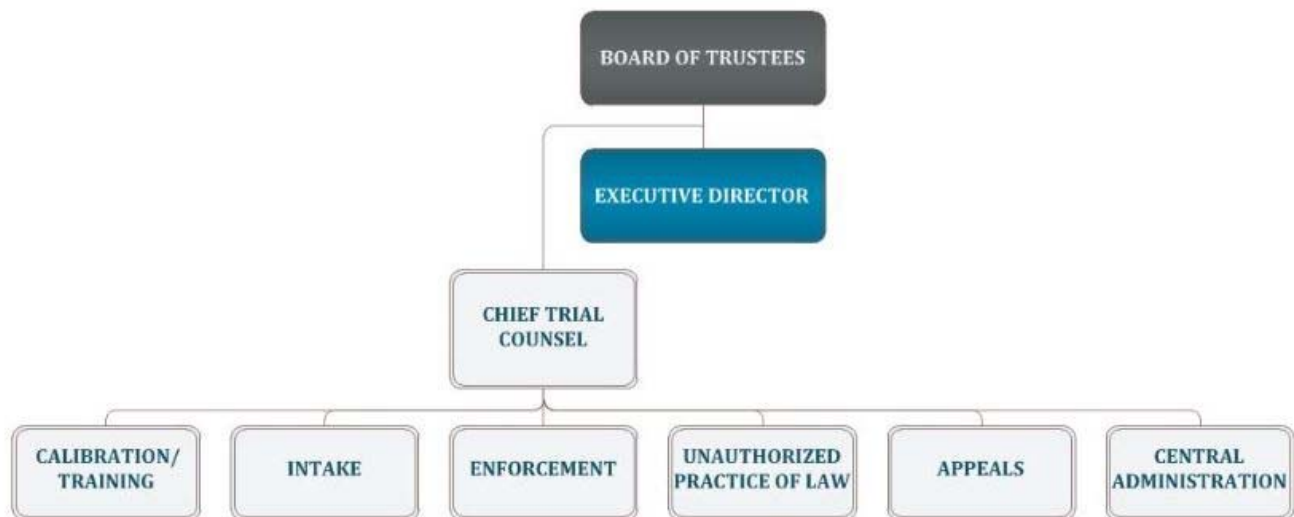 BOARD OF TRUSTEES
EXECUTIVE DIRECTOR
CHIEF TRIAL
COUNSEL
CALIBRATION/
TRAINING
INTAKE
ENFORCEMENT
UNAUTHORIZED
PRACTICE OF LAW
APPEALS
CENTRAL
ADMINISTRATION